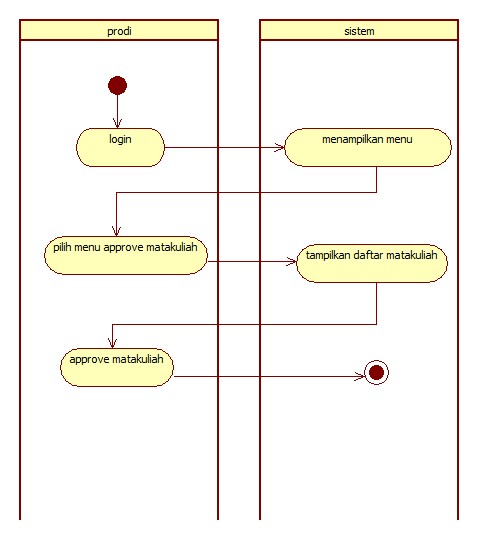 prodi
sistem
login
menampilkan menu
pilih menu approve matakuliah
tampilkan daftar matakuliah
approve matakuliah